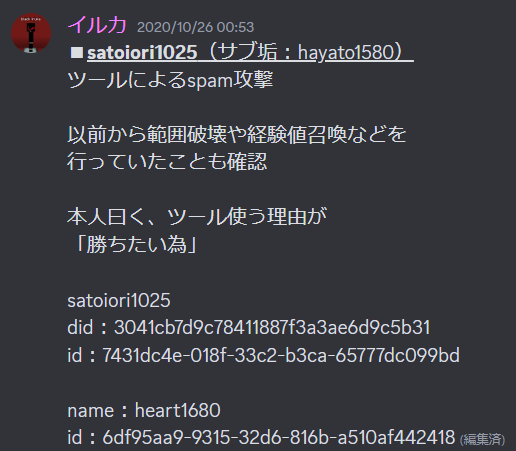 イルカ 2020/10/26 00:53
■satoiori1025（サブ垢：hayato1580）
ツールによるspam攻撃
以前から範囲破壊や経験値召喚などを
行っていたことも確認
本人曰く、ツール使う理由が
「勝ちたい為」
satoiori1025
did：3041cb7d9c78411887f3a3ae6d9c5b31
id：7431dc4e-018f-33c2-b3ca-65777dc099bd
name：heart1680
id：6df95aa9-9315-32d6-816b-a510af442418 (編集済)